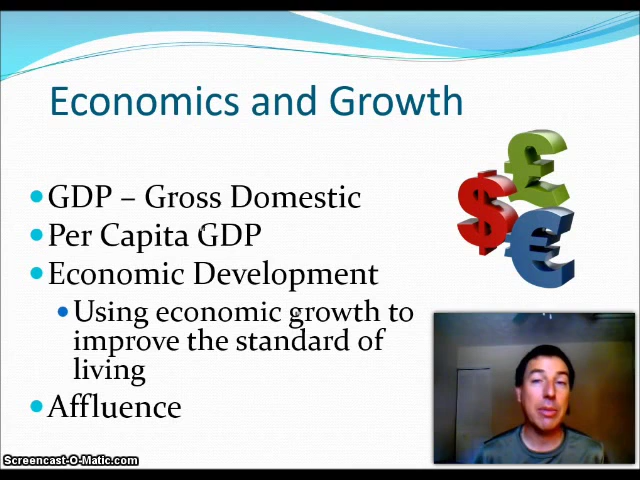 Economics and Growth
GDP – Gross Domestic
Per Capita GDP
Economic Development
Using economic growth to
improve the standard of
living
Affluence
Screencast-O-Matic.com